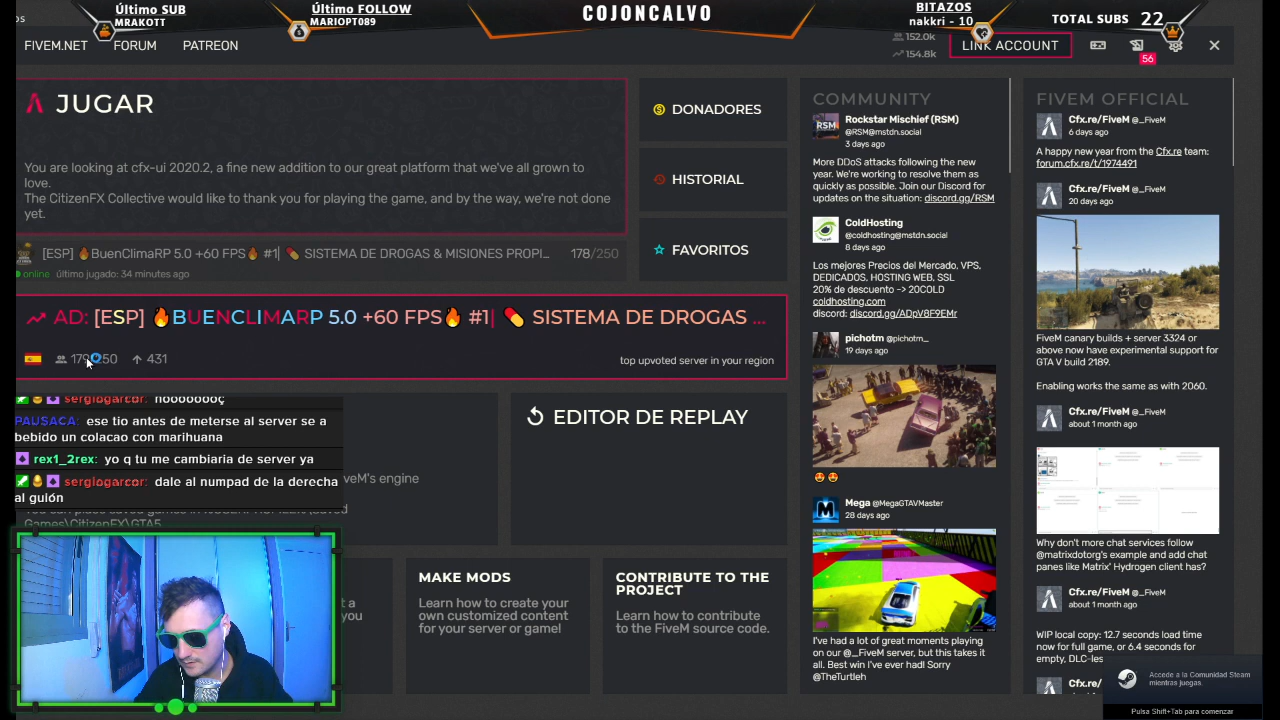 os
Último SUB
MRAKOTT
Último FOLLOW
MARIOPT089
COJONCALVO
BITAZOS
nakkri - 10
TOTAL SUBS 22
FIVEM.NET
FORUM
PATREON
152.0k
154.8k
LINK ACCOUNT
56
JUGAR
You are looking at cfx-ui 2020.2, a fine new addition to our great platform that we've all grown to
love.
The CitizenFX Collective would like to thank you for playing the game, and by the way, we're not done
yet.
[ESP] 🔥BuenClimaRP 5.0 +60 FPS🔥 #1| 💊 SISTEMA DE DROGAS & MISIONES PROPI...
178/250
online último jugado: 34 minutes ago
DONADORES
HISTORIAL
FAVORITOS
AD: [ESP] 🔥BUENCLIMARP 5.0 +60 FPS🔥 #1| 💊 SISTEMA DE DROGAS ...
50
431
top upvoted server in your region
sergiogarcor: nooooooç
PAUSACA: ese tio antes de meterse al server se a
bebido un colacao con marihuana
rex1_2rex: yo q tu me cambiaria de server ya
sergiogarcor: dale al numpad de la derecha
al guión
veM's engine
Games\CitizenFX\GTA5
EDITOR DE REPLAY
t a
you
MAKE MODS
Learn how to create your
own customized content
for your server or game!
CONTRIBUTE TO THE
PROJECT
Learn how to contribute
to the FiveM source code.
COMMUNITY
Rockstar Mischief (RSM)
@RSM@mstdn.social
3 days ago
More DDoS attacks following the new
year. We're working to resolve them as
quickly as possible. Join our Discord for
updates on the situation: discord.gg/RSM
ColdHosting
@coldhosting@mstdn.social
8 days ago
Los mejores Precios del Mercado. VPS,
DEDICADOS, HOSTING WEB, SSL
20% de descuento -> 20COLD
coldhosting.com
discord: discord.gg/ADpV8F9EMr
pichotm @pichotm_
19 days ago
😍😍
Mega @MegaGTAVMaster
28 days ago
I've had a lot of great moments playing
on our @_FiveM server, but this takes it
all. Best win I've ever had! Sorry
@TheTurtleh
FIVEM OFFICIAL
Cfx.re/FiveM @_FiveM
6 days ago
A happy new year from the Cfx.re team:
forum.cfx.re/t/1974491
Cfx.re/FiveM @_FiveM
20 days ago
FiveM canary builds + server 3324 or
above now have experimental support for
GTA V build 2189.
Enabling works the same as with 2060.
Cfx.re/FiveM @_FiveM
about 1 month ago
Why don't more chat services follow
@matrixdotorg's example and add chat
panes like Matrix' Hydrogen client has?
Cfx.re/FiveM @_FiveM
about 1 month ago
WIP local copy: 12.7 seconds load time
now for full game, or 6.4 seconds for
empty, DLC-les
Cfx.re/FiveM @_FiveM
Accede a la Comunidad Steam
mientras juegas.
Pulsa Shift+Tab para comenzar